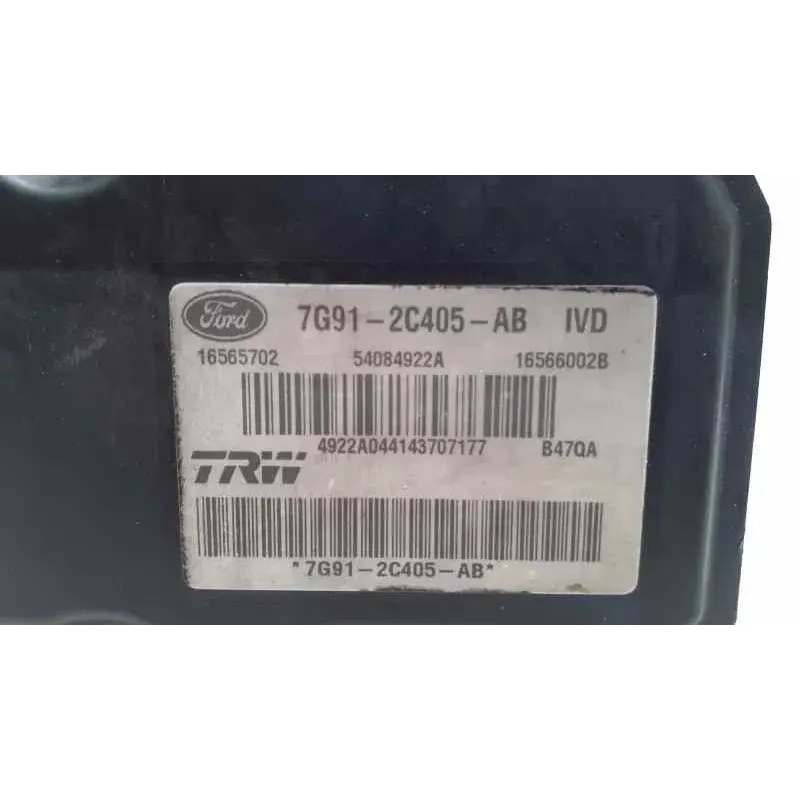 Ford 7G91-2C405-AB IVD
16565702 54084922A 16566002B
4922A044143707177 B47QA
TRW
*7G91-2C405-AB*